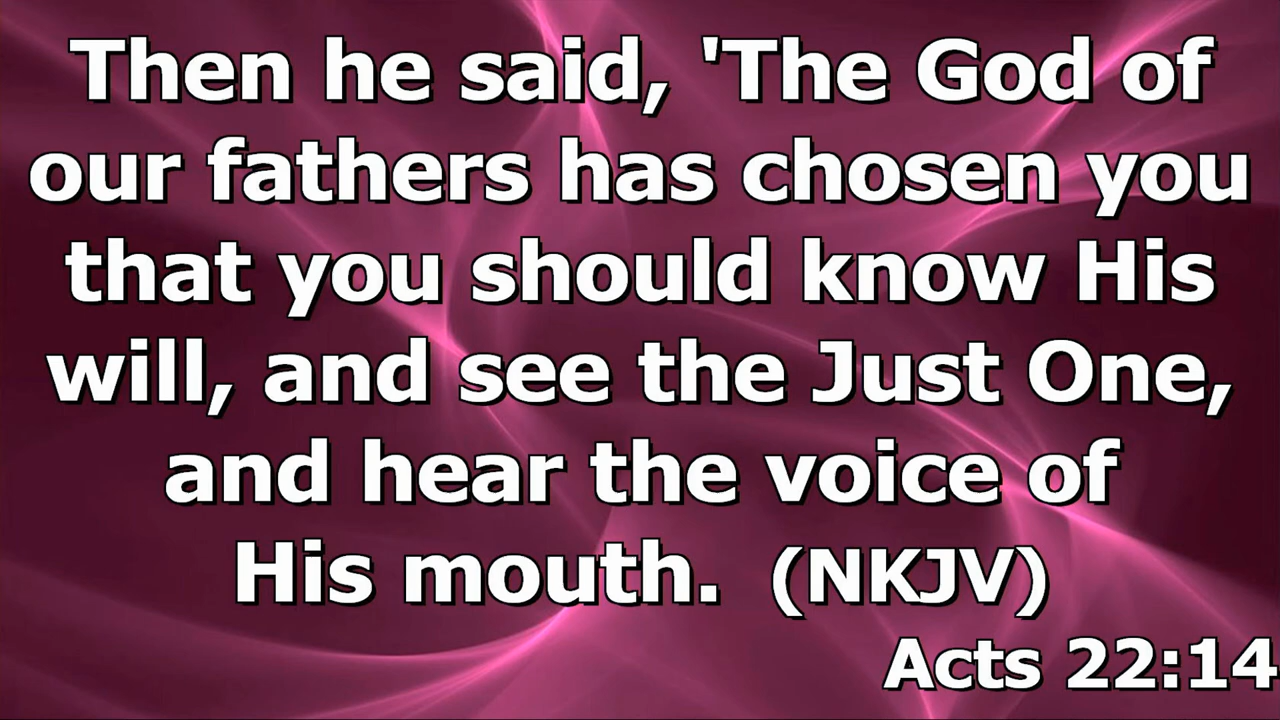 Then he said, 'The God of
our fathers has chosen you
that you should know His
will, and see the Just One,
and hear the voice of
His mouth. (NKJV)
Acts 22:14